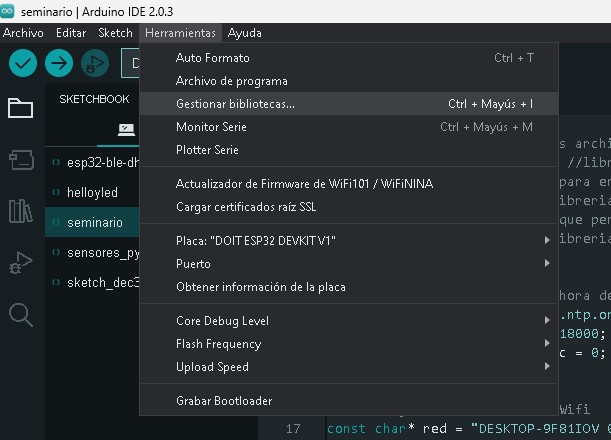 seminario | Arduino IDE 2.0.3
Archivo Editar Sketch Herramientas Ayuda
SKETCHBOOK
esp32-ble-dh
helloyled
seminario
sensores_py
sketch_dec3
Auto Formato Ctrl + T
Archivo de programa
Gestionar bibliotecas... Ctrl + Mayús + I
Monitor Serie Ctrl + Mayús + M
Plotter Serie
Actualizador de Firmware de WiFi101 / WiFiNINA
Cargar certificados raíz SSL
Placa: "DOIT ESP32 DEVKIT V1"
Puerto
Obtener información de la placa
Core Debug Level
Flash Frequency
Upload Speed
Grabar Bootloader
s archi
//libr
para en
ibreria
que per
ibreria
hora de
.ntp.or
18000;
c = 0;
Wifi
17 const char* red = "DESKTOP-9F81IOV